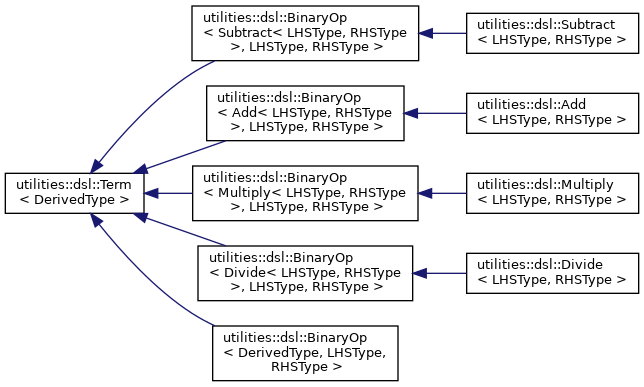 utilities::dsl::BinaryOp
< Subtract< LHSType, RHSType
>, LHSType, RHSType >
utilities::dsl::Subtract
< LHSType, RHSType >
utilities::dsl::BinaryOp
< Add< LHSType, RHSType
>, LHSType, RHSType >
utilities::dsl::Add
< LHSType, RHSType >
utilities::dsl::Term
< DerivedType >
utilities::dsl::BinaryOp
< Multiply< LHSType, RHSType
>, LHSType, RHSType >
utilities::dsl::Multiply
< LHSType, RHSType >
utilities::dsl::BinaryOp
< Divide< LHSType, RHSType
>, LHSType, RHSType >
utilities::dsl::Divide
< LHSType, RHSType >
utilities::dsl::BinaryOp
< DerivedType, LHSType,
RHSType >